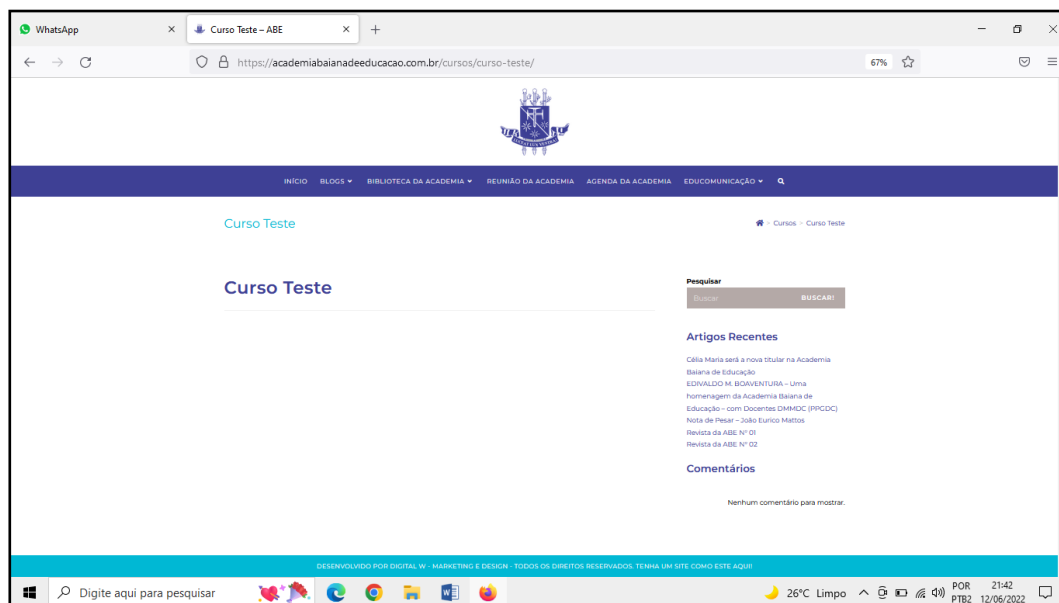 WhatsApp
Curso Teste – ABE
https://academiabaianadeeducacao.com.br/cursos/curso-teste/
67%
INÍCIO BLOGS BIBLIOTECA DA ACADEMIA REUNIÃO DA ACADEMIA AGENDA DA ACADEMIA EDUCOMUNICAÇÃO
Curso Teste
> Cursos > Curso Teste
Curso Teste
Pesquisar
Buscar BUSCAR!
Artigos Recentes
Célia Maria será a nova titular na Academia
Baiana de Educação
EDIVALDO M. BOAVENTURA – Uma
homenagem da Academia Baiana de
Educação – com Docentes DMMDC (PPGDC)
Nota de Pesar – João Eurico Mattos
Revista da ABE Nº 01
Revista da ABE Nº 02
Comentários
Nenhum comentário para mostrar.
DESENVOLVIDO POR DIGITAL W - MARKETING E DESIGN - TODOS OS DIREITOS RESERVADOS. TENHA UM SITE COMO ESTE AQUI!
Digite aqui para pesquisar
26°C Limpo
POR
PTB2
21:42
12/06/2022